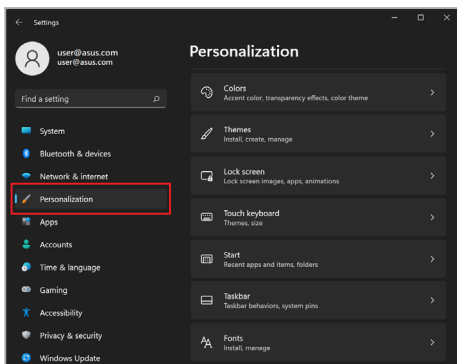 Settings
user@asus.com
user@asus.com
Find a setting
System
Bluetooth & devices
Network & internet
Personalization
Apps
Accounts
Time & language
Gaming
Accessibility
Privacy & security
Windows Update
Personalization
Colors
Accent color, transparency effects, color theme
Themes
Install, create, manage
Lock screen
Lock screen images, apps, animations
Touch keyboard
Themes, size
Start
Recent apps and items, folders
Taskbar
Taskbar behaviors, system pins
Fonts
Install, manage